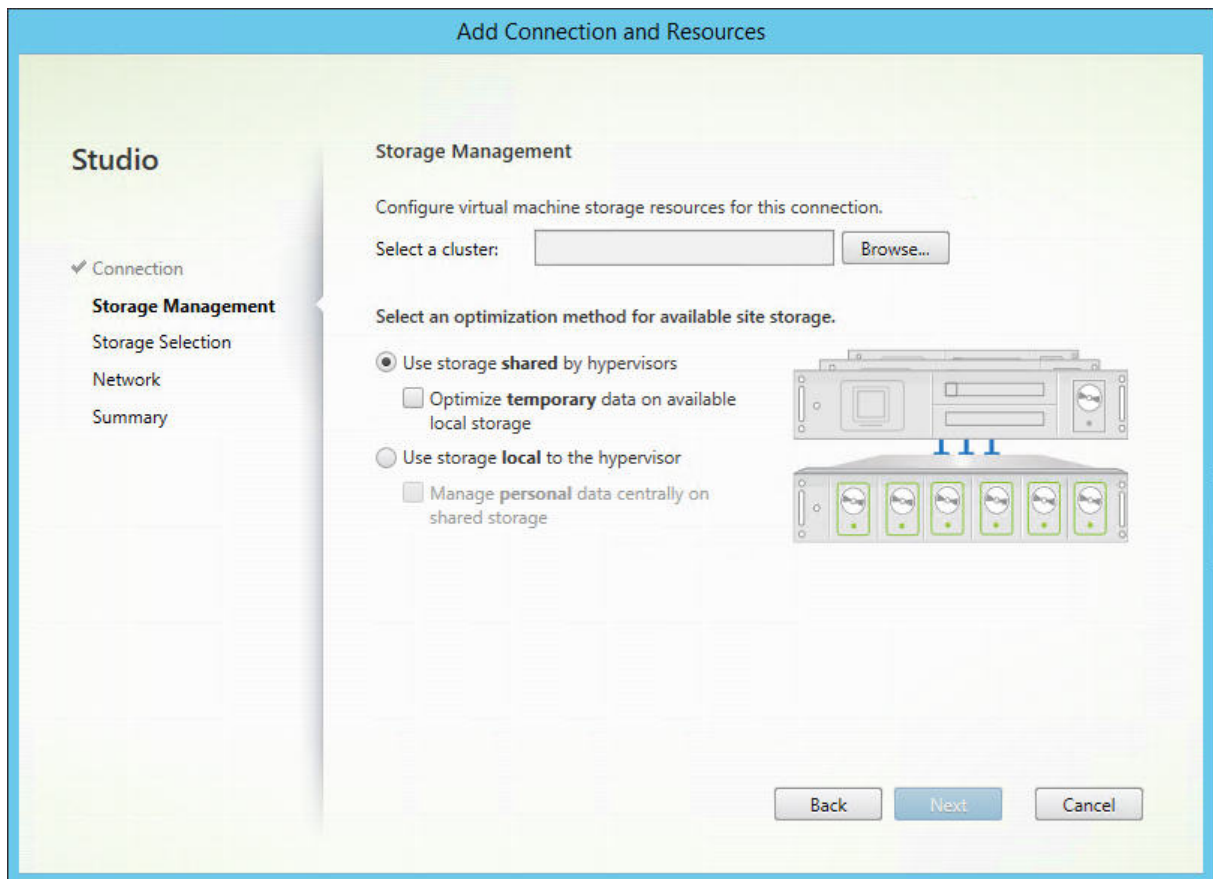 Add Connection and Resources
Studio
Connection
Storage Management
Storage Selection
Network
Summary
Storage Management
Configure virtual machine storage resources for this connection.
Select a cluster:
Browse...
Select an optimization method for available site storage.
Use storage shared by hypervisors
Optimize temporary data on available
local storage
Use storage local to the hypervisor
Manage personal data centrally on
shared storage
Back
Next
Cancel